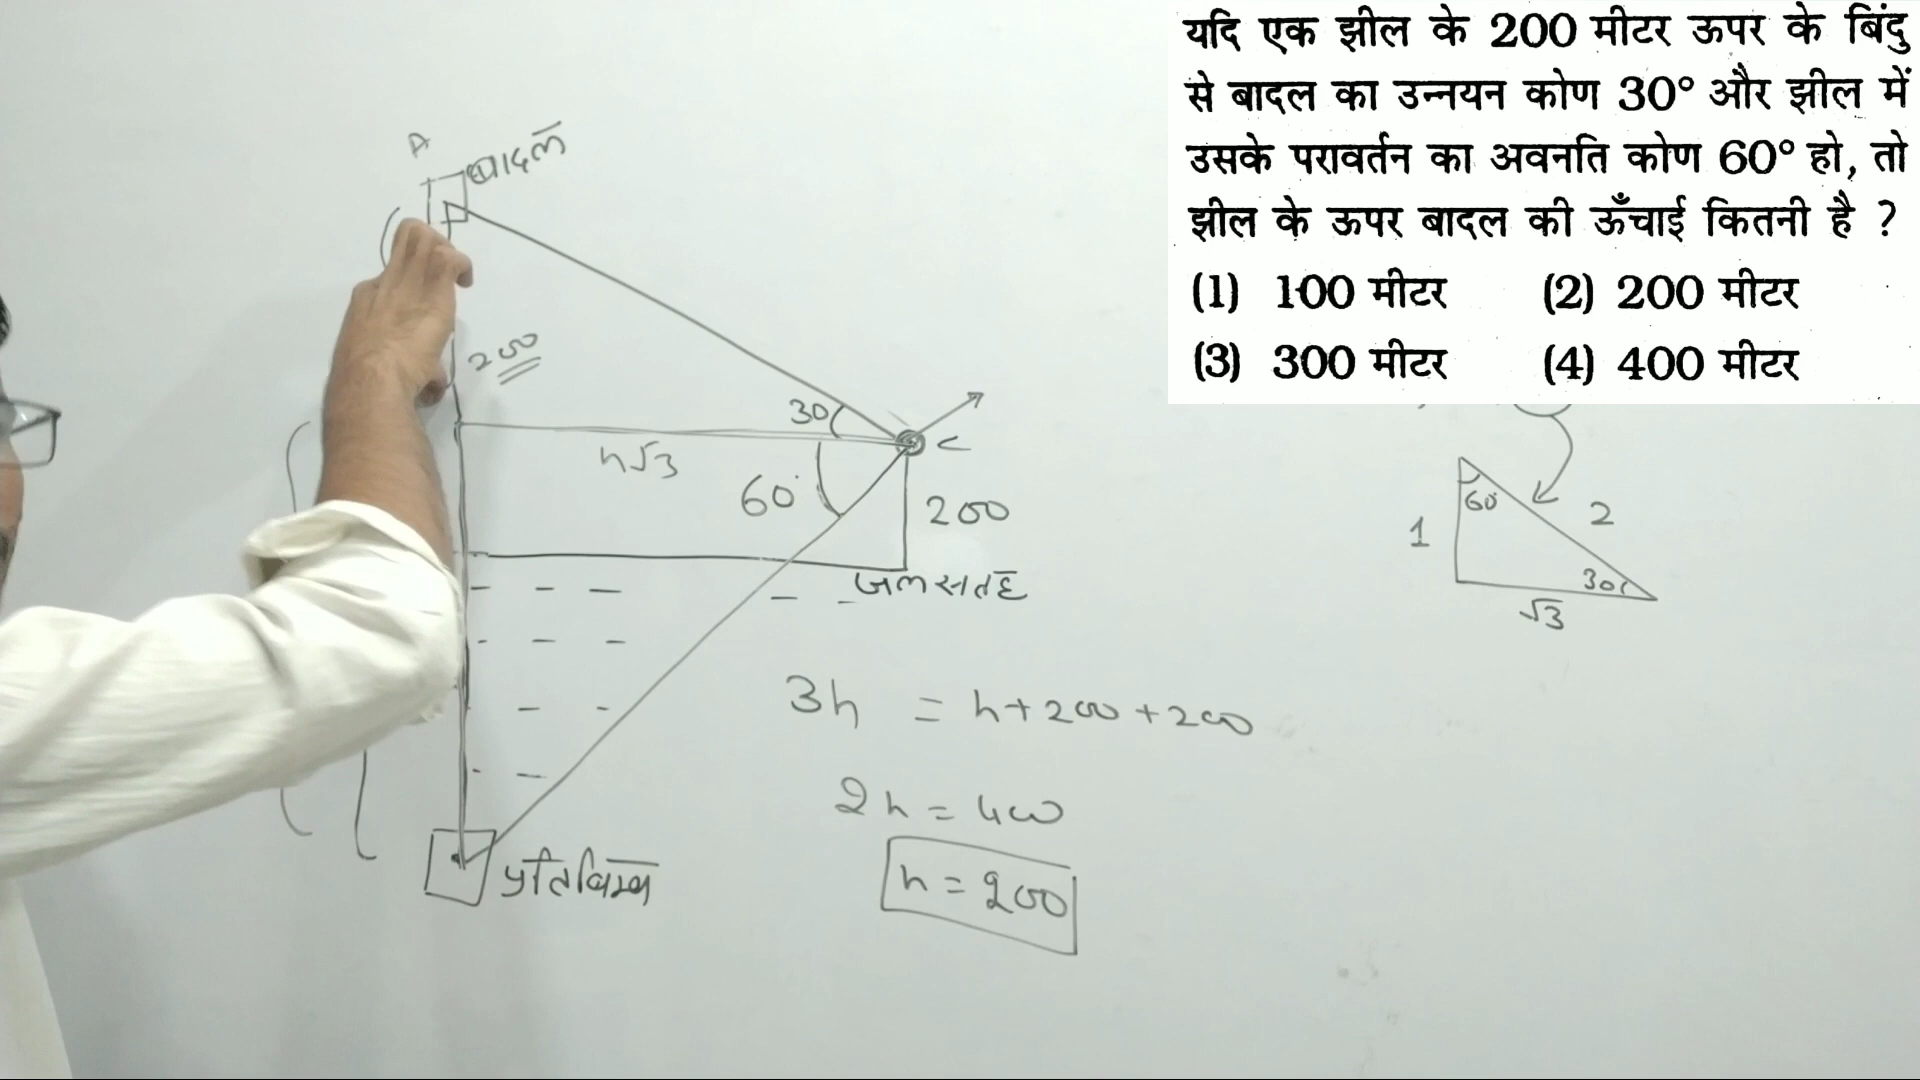 यदि एक झील के 200 मीटर ऊपर के बिंदु
से बादल का उन्नयन कोण 30° और झील में
उसके परावर्तन का अवनति कोण 60° हो, तो
झील के ऊपर बादल की ऊँचाई कितनी है ?
(1) 100 मीटर (2) 200 मीटर
(3) 300 मीटर (4) 400 मीटर
A
बादल
200
30
C
h√3
60°
200
जल सतह
3h = h+200+200
2h = 400
h = 200
प्रतिबिम्ब
60°
1
2
30
√3